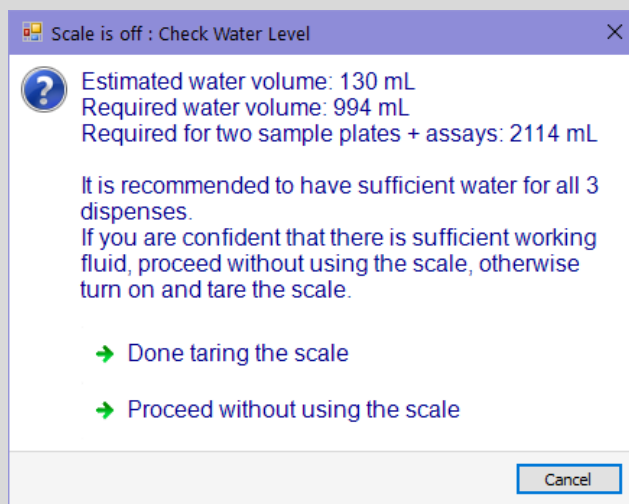 Scale is off : Check Water Level
Estimated water volume: 130 mL
Required water volume: 994 mL
Required for two sample plates + assays: 2114 mL
It is recommended to have sufficient water for all 3
dispenses.
If you are confident that there is sufficient working
fluid, proceed without using the scale, otherwise
turn on and tare the scale.
Done taring the scale
Proceed without using the scale
Cancel